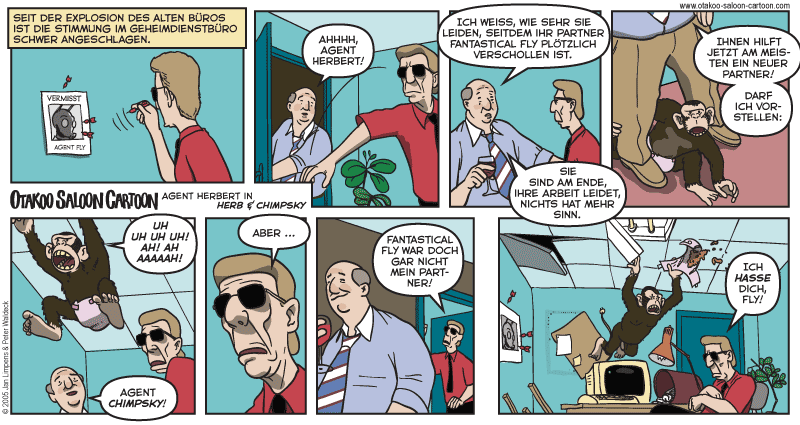 www.otakoo-saloon-cartoon.com
SEIT DER EXPLOSION DES ALTEN BÜROS
IST DIE STIMMUNG IM GEHEIMDIENSTBÜRO
SCHWER ANGESCHLAGEN.
VERMISST
AGENT FLY
AHHHH,
AGENT
HERBERT!
ICH WEISS, WIE SEHR SIE
LEIDEN, SEITDEM IHR PARTNER
FANTASTICAL FLY PLÖTZLICH
VERSCHOLLEN IST.
SIE
SIND AM ENDE,
IHRE ARBEIT LEIDET,
NICHTS HAT MEHR
SINN.
IHNEN HILFT
JETZT AM MEIS-
TEN EIN NEUER
PARTNER!
DARF
ICH VOR-
STELLEN:
OTAKOO SALOON CARTOON
AGENT HERBERT IN
HERB & CHIMPSKY
UH
UH UH UH!
AH! AH
AAAAAH!
AGENT
CHIMPSKY!
ABER ...
FANTASTICAL
FLY WAR DOCH
GAR NICHT
MEIN PART-
NER!
ICH
HASSE
DICH,
FLY!
© 2005 Jan Limpens & Peter Waldeck